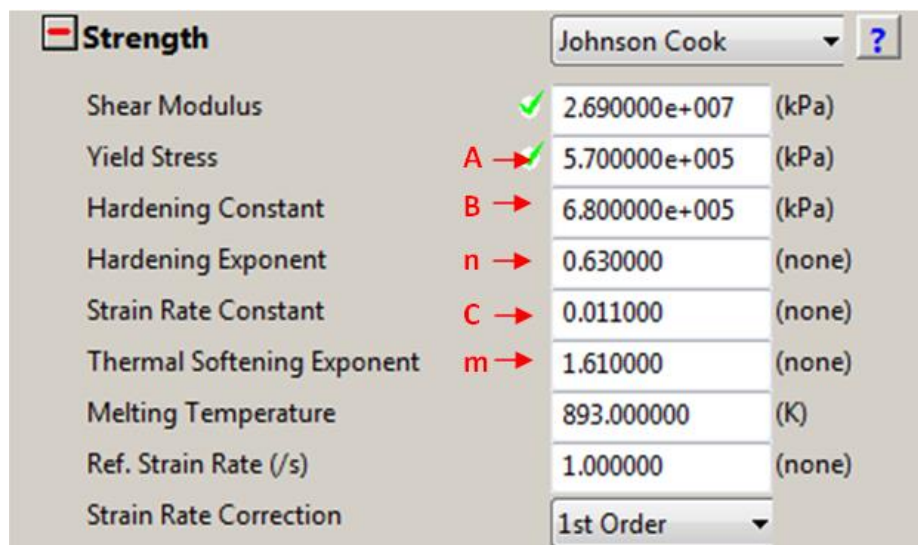 Strength Johnson Cook ?
Shear Modulus 2.690000e+007 (kPa)
Yield Stress A 5.700000e+005 (kPa)
Hardening Constant B 6.800000e+005 (kPa)
Hardening Exponent n 0.630000 (none)
Strain Rate Constant C 0.011000 (none)
Thermal Softening Exponent m 1.610000 (none)
Melting Temperature 893.000000 (K)
Ref. Strain Rate (/s) 1.000000 (none)
Strain Rate Correction 1st Order